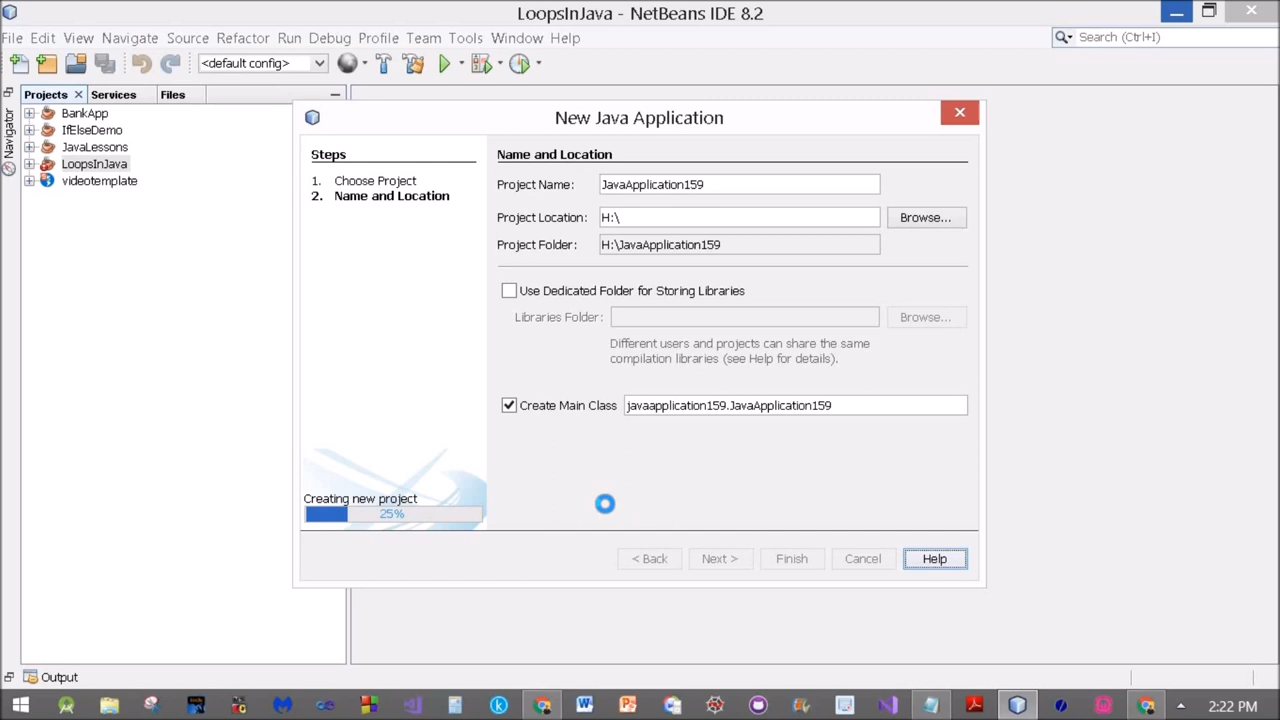 LoopsInJava - NetBeans IDE 8.2
File Edit View Navigate Source Refactor Run Debug Profile Team Tools Window Help
Search (Ctrl+I)
<default config>
Projects Services Files
Navigator
BankApp
IfElseDemo
JavaLessons
LoopsInJava
videotemplate
New Java Application
Steps
1. Choose Project
2. Name and Location
Name and Location
Project Name: JavaApplication159
Project Location: H:\ Browse...
Project Folder: H:\JavaApplication159
Use Dedicated Folder for Storing Libraries
Libraries Folder: Browse...
Different users and projects can share the same
compilation libraries (see Help for details).
Create Main Class javaapplication159.JavaApplication159
Creating new project
25%
< Back Next > Finish Cancel Help
Output
2:22 PM